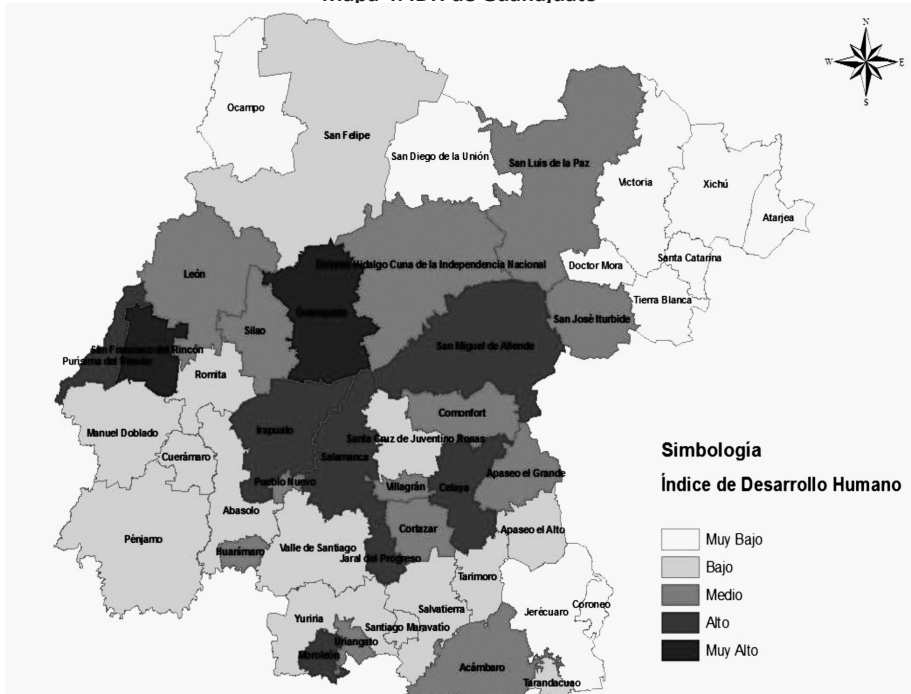 N
W E
S
Ocampo
San Felipe
San Diego de la Unión
San Luis de la Paz
Victoria
Xichú
Atarjea
León
Hidalgo Cuna de la Independencia Nacional
Doctor Mora
Santa Catarina
Tierra Blanca
San José Iturbide
Silao
San Miguel de Allende
San Francisco del Rincón
Purísima del Rincón
Romita
Manuel Doblado
Irapuato
Comonfort
Santa Cruz de Juventino Rosas
Cuerámaro
Salamanca
Apaseo el Grande
Pueblo Nuevo
Villagrán
Celaya
Abasolo
Cortazar
Apaseo el Alto
Pénjamo
Huanímaro
Valle de Santiago
Jaral del Progreso
Tarimoro
Yuriria
Salvatierra
Jerécuaro
Coroneo
Santiago Maravatío
Uriangato
Moroleón
Acámbaro
Tarandacuao
Simbología
Índice de Desarrollo Humano
Muy Bajo
Bajo
Medio
Alto
Muy Alto